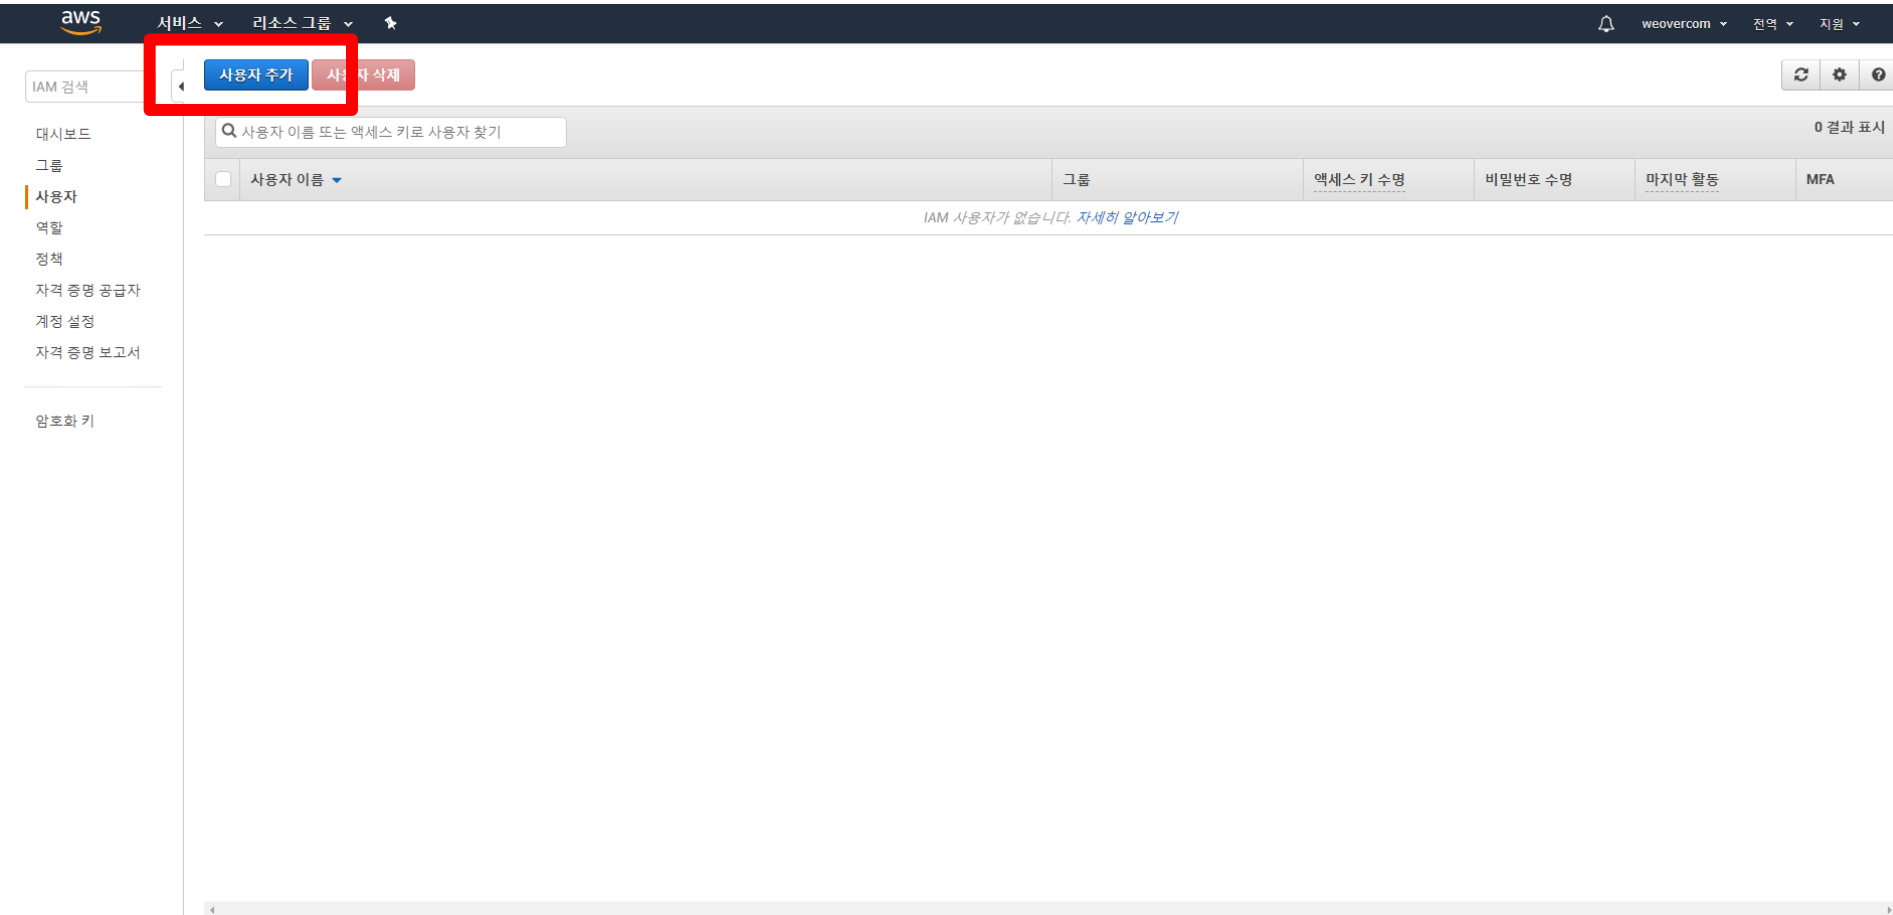 aws 서비스 리소스 그룹 weovercom 전역 지원
IAM 검색
사용자 추가 사용자 삭제
사용자 이름 또는 액세스 키로 사용자 찾기 0 결과 표시
사용자 이름 그룹 액세스 키 수명 비밀번호 수명 마지막 활동 MFA
IAM 사용자가 없습니다. 자세히 알아보기
대시보드
그룹
사용자
역할
정책
자격 증명 공급자
계정 설정
자격 증명 보고서
암호화 키